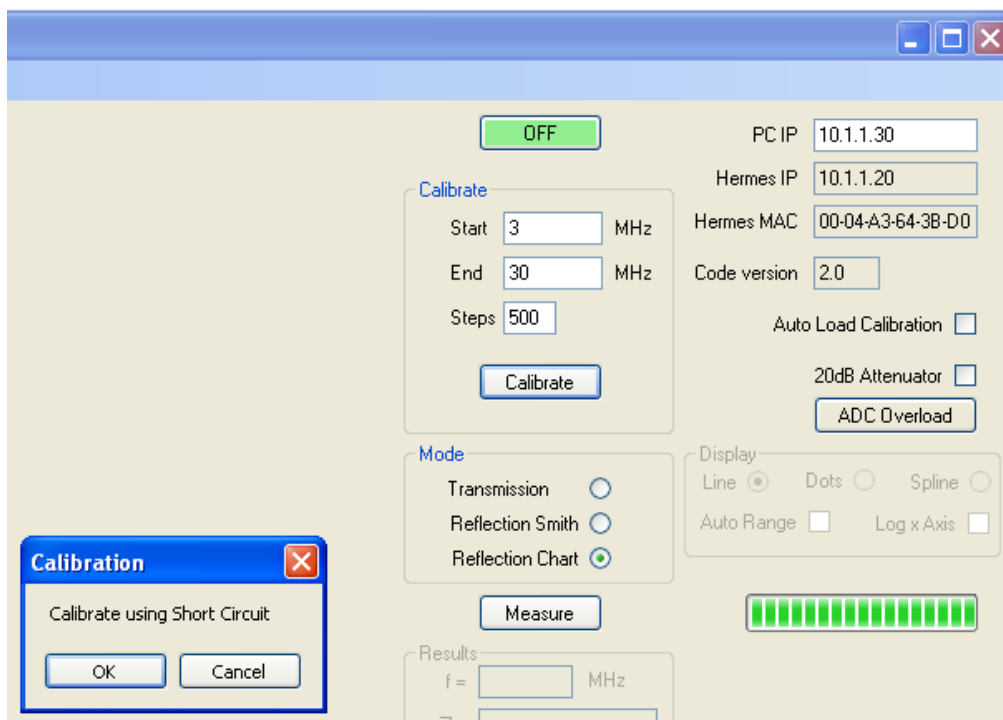 OFF
PC IP 10.1.1.30
Hermes IP 10.1.1.20
Hermes MAC 00-04-A3-64-3B-D0
Code version 2.0
Calibrate
Start 3 MHz
End 30 MHz
Steps 500
Calibrate
Auto Load Calibration
20dB Attenuator
ADC Overload
Mode
Transmission
Reflection Smith
Reflection Chart
Display
Line Dots Spline
Auto Range Log x Axis
Calibration
Calibrate using Short Circuit
OK Cancel
Measure
Results
f = MHz